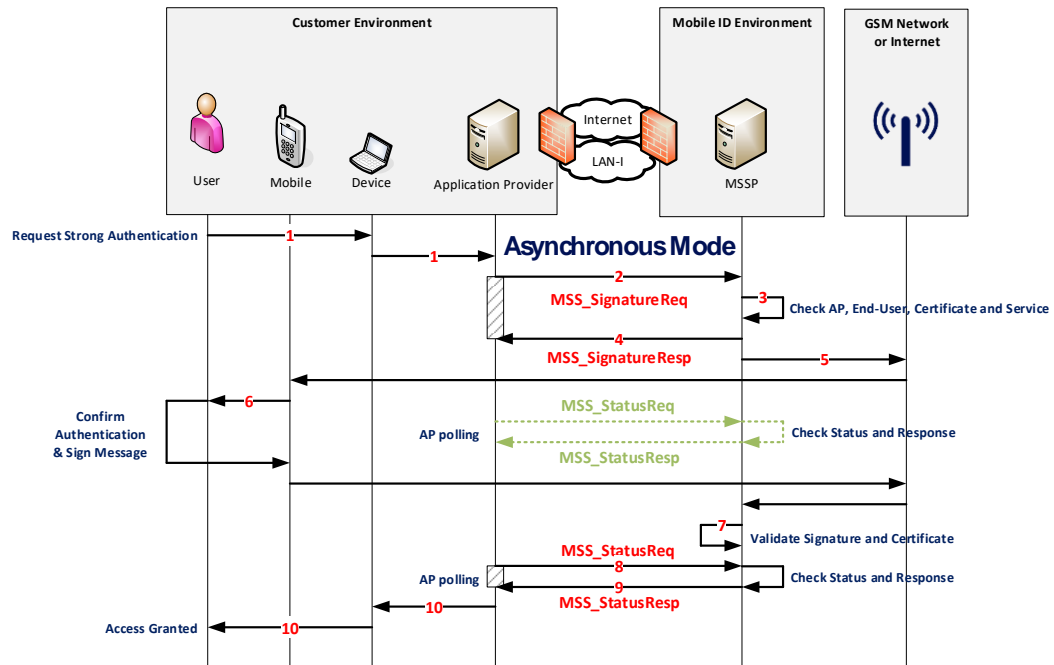 Customer Environment
Mobile ID Environment
GSM Network
or Internet
Internet
LAN-I
User
Mobile
Device
Application Provider
MSSP
Request Strong Authentication
1
1
Asynchronous Mode
2
MSS_SignatureReq
3
Check AP, End-User, Certificate and Service
4
MSS_SignatureResp
5
6
Confirm
Authentication
& Sign Message
MSS_StatusReq
AP polling
Check Status and Response
MSS_StatusResp
7
Validate Signature and Certificate
MSS_StatusReq
8
AP polling
Check Status and Response
9
MSS_StatusResp
10
Access Granted
10